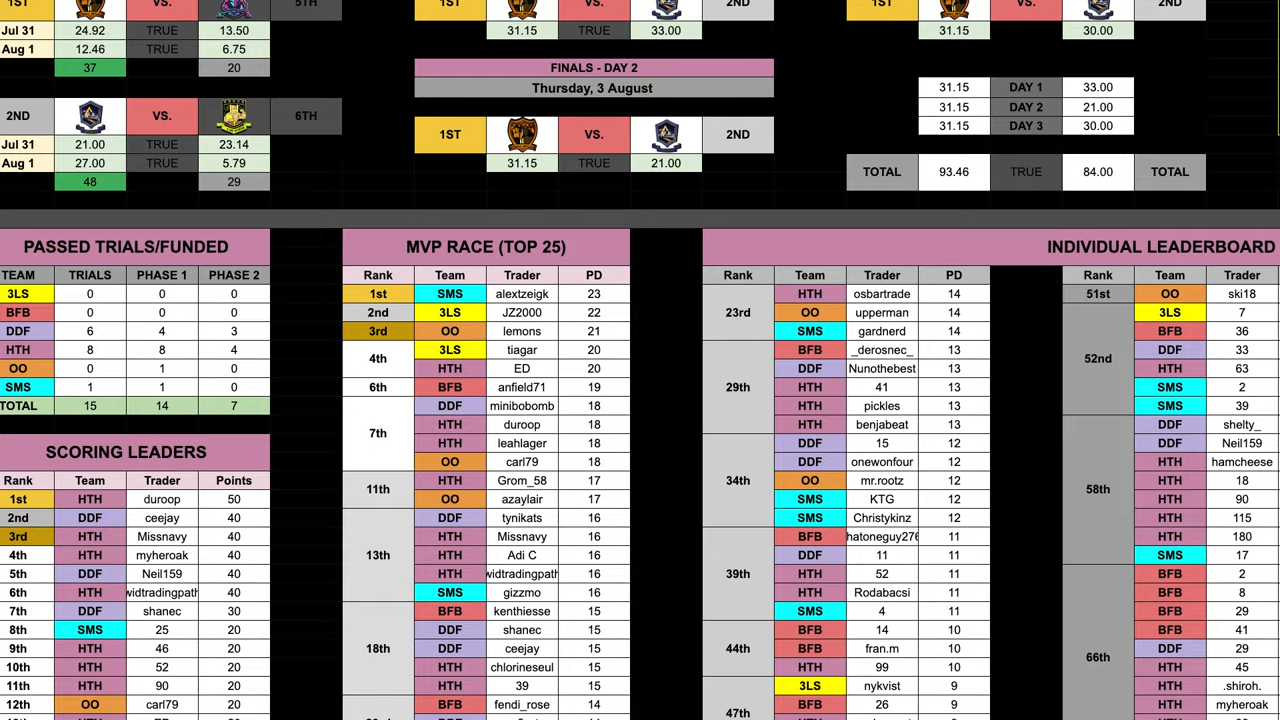 1ST VS. 5TH 1ST VS. 2ND 1ST VS. 2ND
Jul 31 24.92 TRUE 13.50 31.15 TRUE 33.00 31.15 TRUE 30.00
Aug 1 12.46 TRUE 6.75
37 20
FINALS - DAY 2
Thursday, 3 August
31.15 DAY 1 33.00
31.15 DAY 2 21.00
31.15 DAY 3 30.00
2ND VS. 6TH
1ST VS. 2ND
Jul 31 21.00 TRUE 23.14
Aug 1 27.00 TRUE 5.79
31.15 TRUE 21.00
48 29
TOTAL 93.46 TRUE 84.00 TOTAL
PASSED TRIALS/FUNDED
TEAM TRIALS PHASE 1 PHASE 2
3LS 0 0 0
BFB 0 0 0
DDF 6 4 3
HTH 8 8 4
OO 0 1 0
SMS 1 1 0
TOTAL 15 14 7
SCORING LEADERS
Rank Team Trader Points
1st HTH duroop 50
2nd DDF ceejay 40
3rd HTH Missnavy 40
4th HTH myheroak 40
5th DDF Neil159 40
6th HTH widtradingpath 40
7th DDF shanec 30
8th SMS 25 20
9th HTH 46 20
10th HTH 52 20
11th HTH 90 20
12th OO carl79 20
MVP RACE (TOP 25)
Rank Team Trader PD
1st SMS alextzeigk 23
2nd 3LS JZ2000 22
3rd OO lemons 21
4th 3LS tiagar 20
HTH ED 20
6th BFB anfield71 19
7th DDF minibobomb 18
HTH duroop 18
HTH leahlager 18
OO carl79 18
11th HTH Grom_58 17
OO azaylair 17
13th DDF tynikats 16
HTH Missnavy 16
HTH Adi C 16
HTH widtradingpath 16
SMS gizzmo 16
18th BFB kenthiesse 15
DDF shanec 15
DDF ceejay 15
HTH chlorineseul 15
HTH 39 15
BFB fendi_rose 14
INDIVIDUAL LEADERBOARD
Rank Team Trader PD
23rd HTH osbartrade 14
OO upperman 14
SMS gardnerd 14
29th BFB _derosnec_ 13
DDF Nunothebest 13
HTH 41 13
HTH pickles 13
HTH benjabeat 13
34th DDF 15 12
DDF onewonfour 12
OO mr.rootz 12
SMS KTG 12
SMS Christykinz 12
39th BFB hatoneguy276 11
DDF 11 11
HTH 52 11
HTH Rodabacsi 11
SMS 4 11
44th BFB 14 10
BFB fran.m 10
HTH 99 10
47th 3LS nykvist 9
BFB 26 9
Rank Team Trader
51st OO ski18
52nd 3LS 7
BFB 36
DDF 33
HTH 63
SMS 2
SMS 39
58th DDF shelty_
DDF Neil159
HTH hamcheese
HTH 18
HTH 90
HTH 115
HTH 180
SMS 17
66th BFB 2
BFB 8
BFB 29
BFB 41
DDF 29
HTH 45
HTH .shiroh.
HTH myheroak